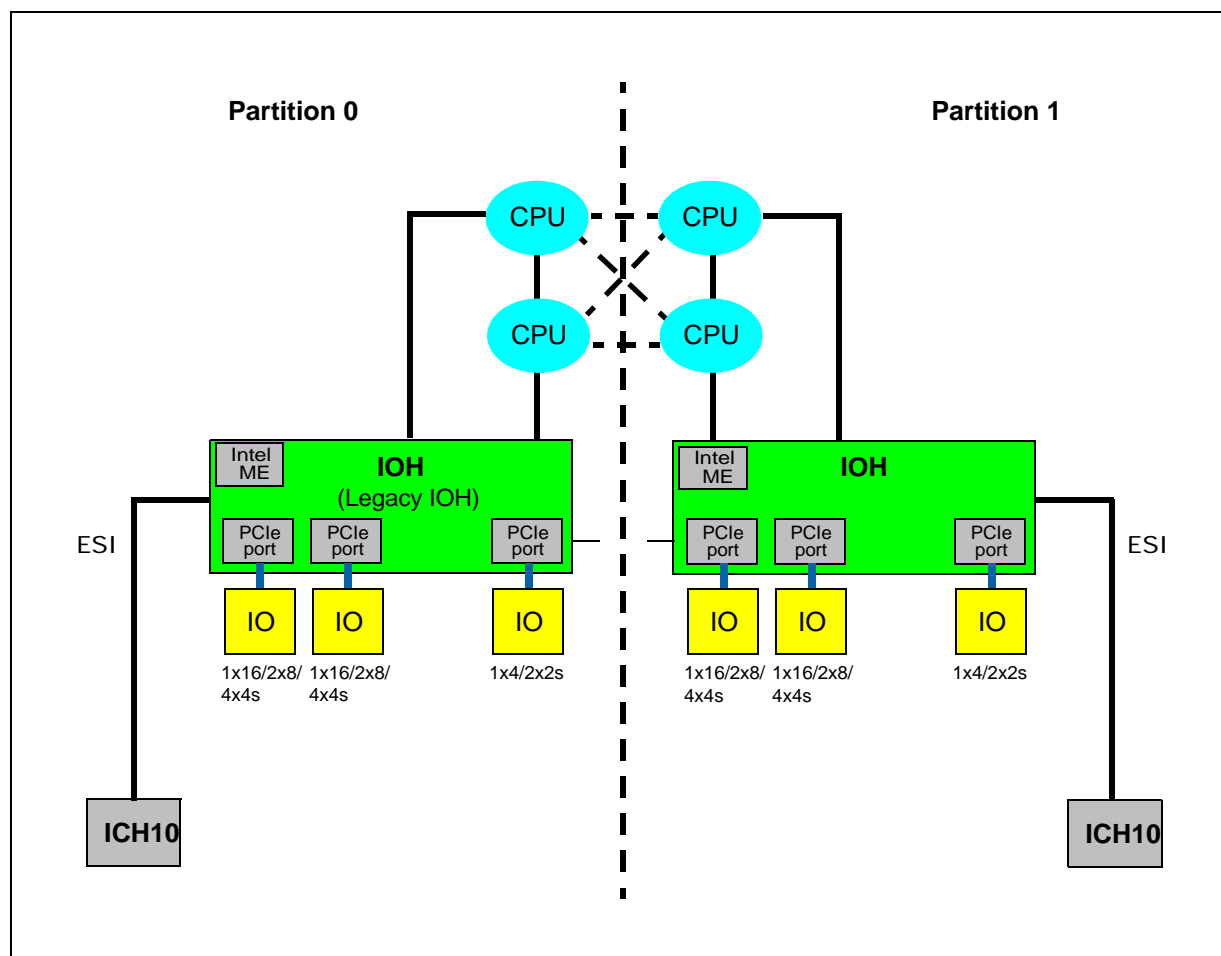 Partition 0
Partition 1
CPU
CPU
CPU
CPU
Intel
ME
IOH
(Legacy IOH)
Intel
ME
IOH
ESI
PCIe
port
PCIe
port
PCIe
port
PCIe
port
PCIe
port
PCIe
port
ESI
IO
IO
IO
IO
IO
IO
1x16/2x8/
4x4s
1x16/2x8/
4x4s
1x4/2x2s
1x16/2x8/
4x4s
1x16/2x8/
4x4s
1x4/2x2s
ICH10
ICH10